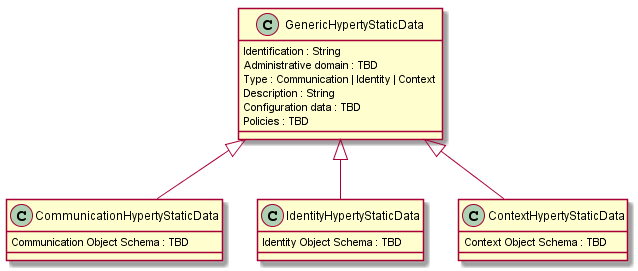 C GenericHypertyStaticData
Identification : String
Administrative domain : TBD
Type : Communication | Identity | Context
Description : String
Configuration data : TBD
Policies : TBD
C CommunicationHypertyStaticData
Communication Object Schema : TBD
C IdentityHypertyStaticData
Identity Object Schema : TBD
C ContextHypertyStaticData
Context Object Schema : TBD